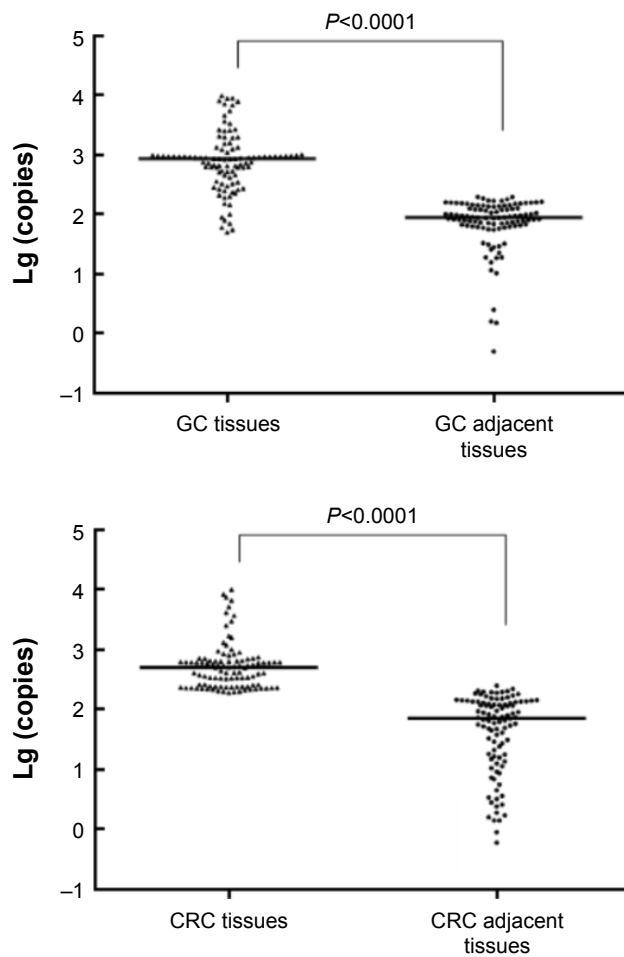 P<0.0001
5
4
3
2
1
0
–1
Lg (copies)
GC tissues
GC adjacent
tissues
P<0.0001
5
4
3
2
1
0
–1
Lg (copies)
CRC tissues
CRC adjacent
tissues